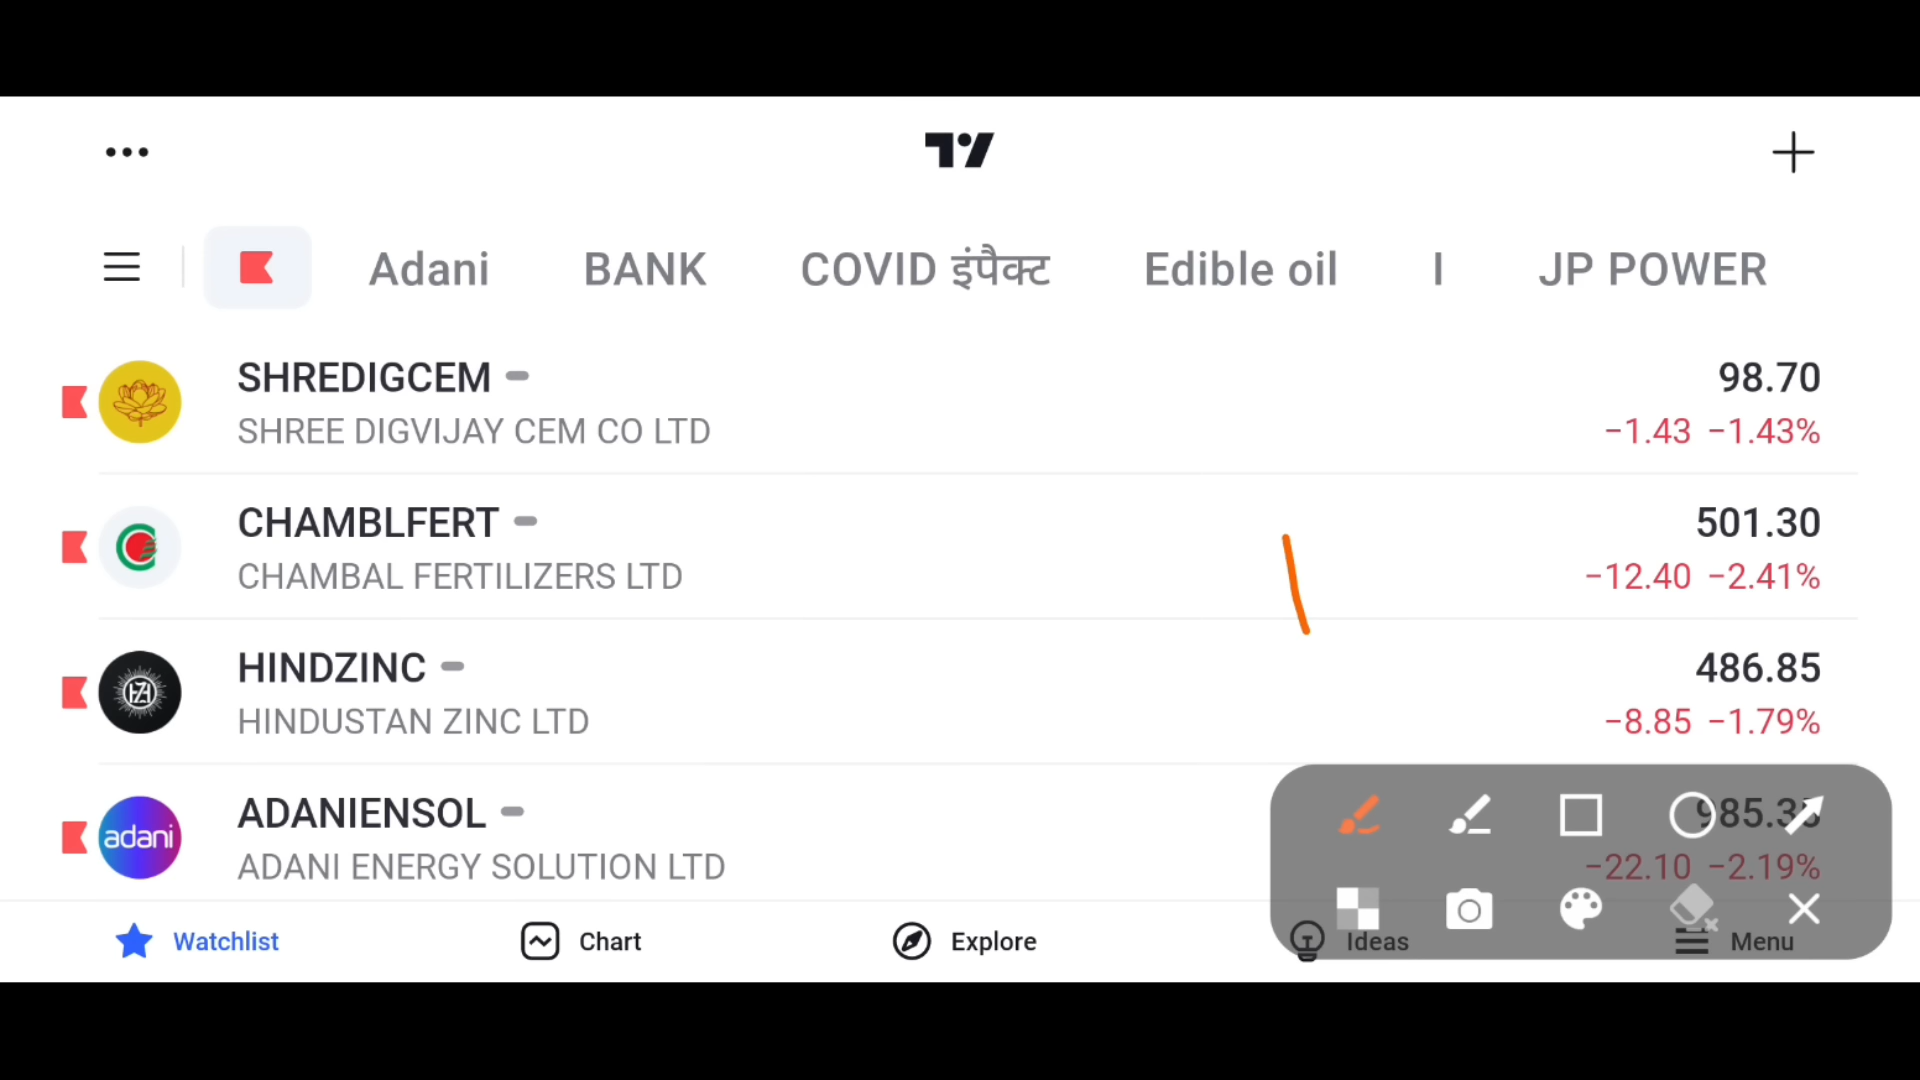 Adani BANK COVID इंपैक्ट Edible oil I JP POWER
SHREDIGCEM 98.70
SHREE DIGVIJAY CEM CO LTD −1.43 −1.43%
CHAMBLFERT 501.30
CHAMBAL FERTILIZERS LTD −12.40 −2.41%
HINDZINC 486.85
HINDUSTAN ZINC LTD −8.85 −1.79%
adani ADANIENSOL
ADANI ENERGY SOLUTION LTD −22.10 −2.19%
Watchlist Chart Explore Ideas Menu